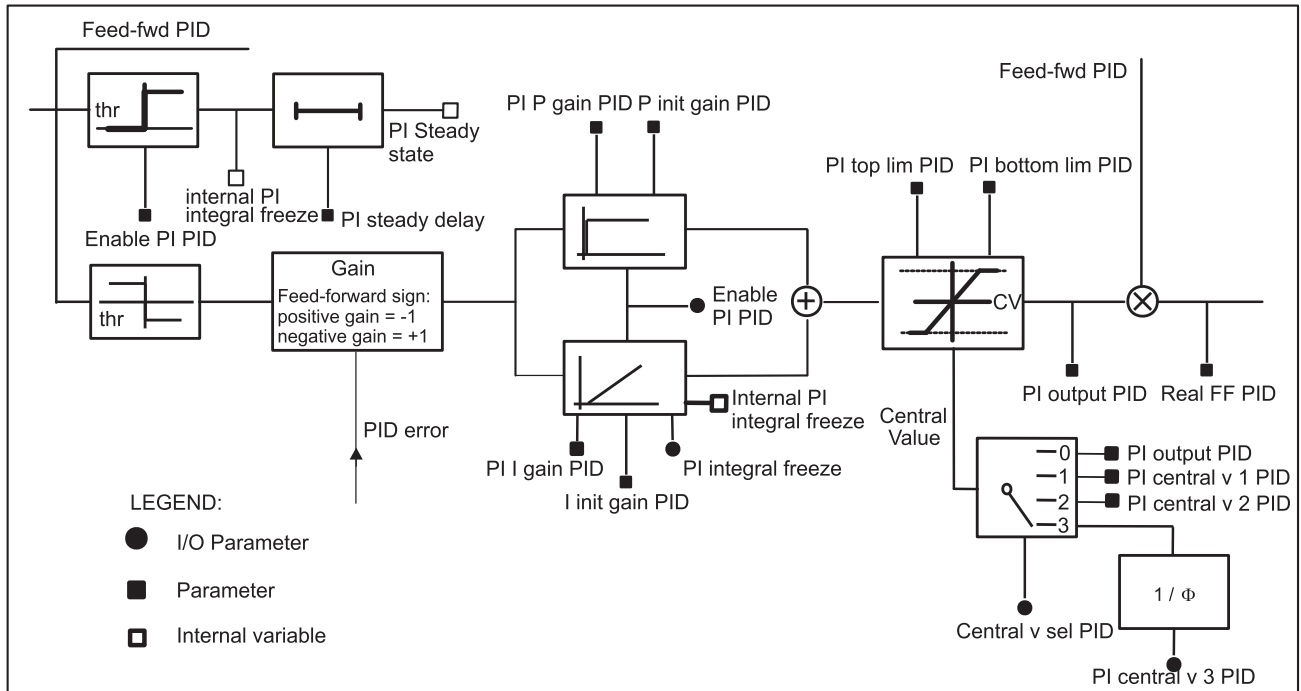 Feed-fwd PID
Feed-fwd PID
thr
PI Steady
state
internal PI
integral freeze
PI steady delay
Enable PI PID
PI P gain PID
P init gain PID
PI top lim PID
PI bottom lim PID
thr
Gain
Feed-forward sign:
positive gain = -1
negative gain = +1
Enable
PI PID
CV
PI output PID
Real FF PID
Internal PI
integral freeze
Central
Value
PID error
PI I gain PID
PI integral freeze
I init gain PID
0
PI output PID
1
PI central v 1 PID
2
PI central v 2 PID
3
1 / Φ
Central v sel PID
PI central v 3 PID
LEGEND:
I/O Parameter
Parameter
Internal variable